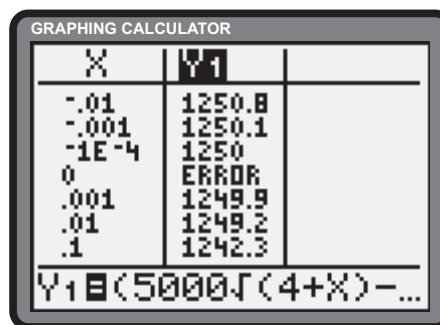 GRAPHING CALCULATOR
X Y1
-.01 1250.8
-.001 1250.1
-1E-4 1250
0 ERROR
.001 1249.9
.01 1249.2
.1 1242.3
Y1=(5000√(4+X)−...